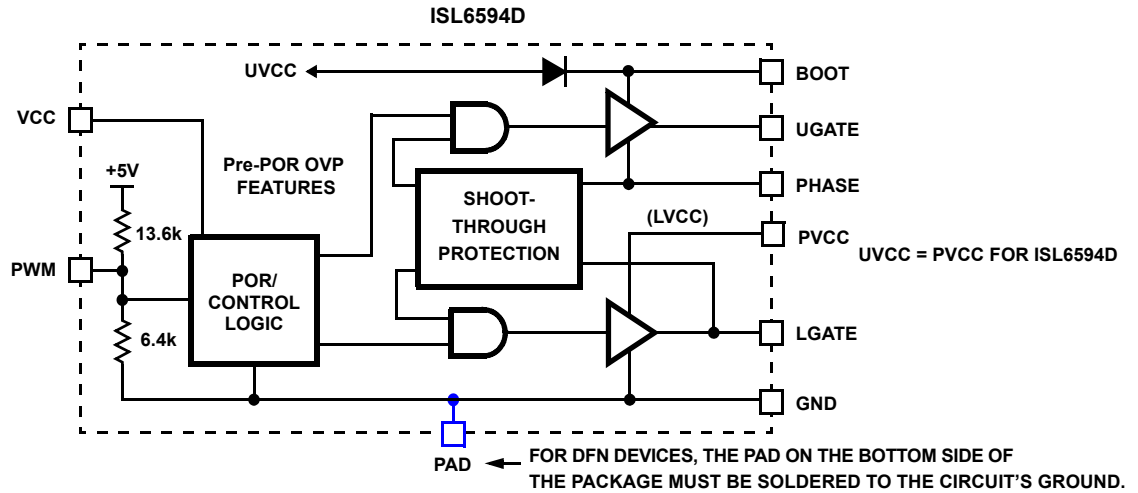 ISL6594D
UVCC
BOOT
VCC
UGATE
Pre-POR OVP
FEATURES
+5V
13.6k
SHOOT-
THROUGH
PROTECTION
PHASE
(LVCC)
PVCC
UVCC = PVCC FOR ISL6594D
PWM
POR/
CONTROL
LOGIC
6.4k
LGATE
GND
PAD
FOR DFN DEVICES, THE PAD ON THE BOTTOM SIDE OF
THE PACKAGE MUST BE SOLDERED TO THE CIRCUIT'S GROUND.